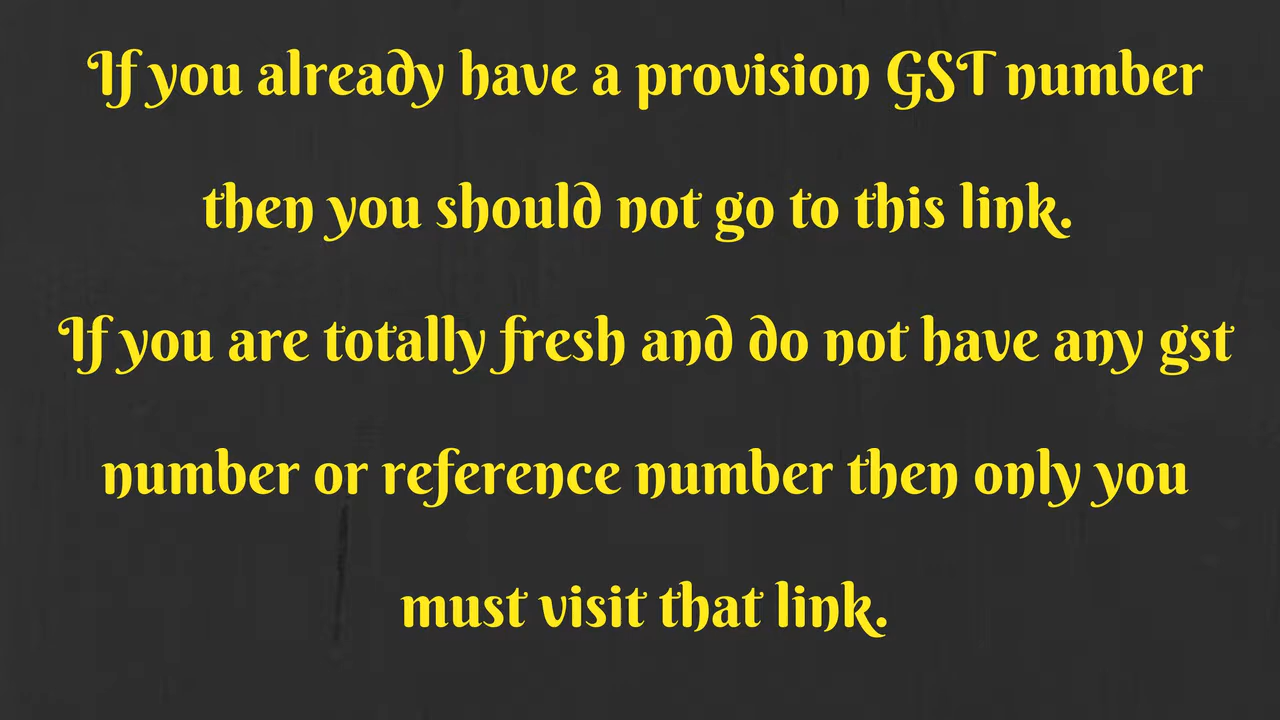 If you already have a provision GST number
then you should not go to this link.
If you are totally fresh and do not have any gst
number or reference number then only you
must visit that link.